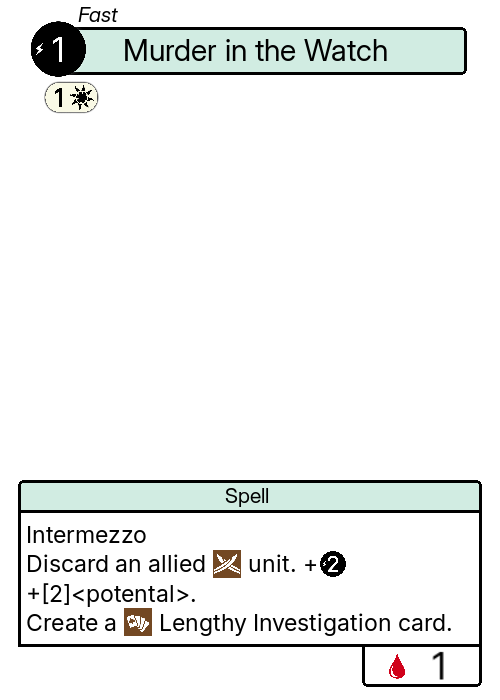 Fast
1 Murder in the Watch
1
Spell
Intermezzo
Discard an allied unit. +2
+[2]<potental>.
Create a Lengthy Investigation card.
1